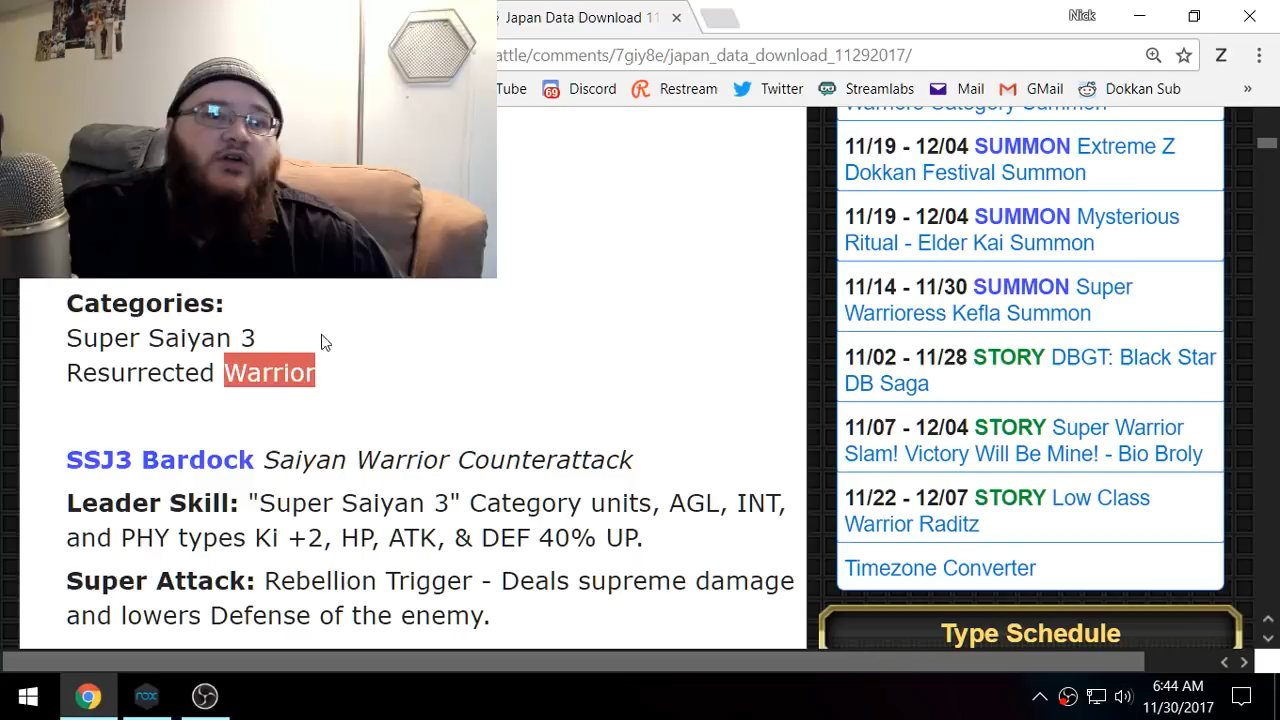 Japan Data Download 11
Nick
attle/comments/7giy8e/japan_data_download_11292017/
Z
Tube
69
Discord
Restream
Twitter
Streamlabs
Mail
GMail
Dokkan Sub
»
Warriors Category Summon
11/19 - 12/04 SUMMON Extreme Z
Dokkan Festival Summon
11/19 - 12/04 SUMMON Mysterious
Ritual - Elder Kai Summon
11/14 - 11/30 SUMMON Super
Warrioress Kefla Summon
11/02 - 11/28 STORY DBGT: Black Star
DB Saga
11/07 - 12/04 STORY Super Warrior
Slam! Victory Will Be Mine! - Bio Broly
11/22 - 12/07 STORY Low Class
Warrior Raditz
Timezone Converter
Type Schedule
Categories:
Super Saiyan 3
Resurrected Warrior
SSJ3 Bardock Saiyan Warrior Counterattack
Leader Skill: "Super Saiyan 3" Category units, AGL, INT,
and PHY types Ki +2, HP, ATK, & DEF 40% UP.
Super Attack: Rebellion Trigger - Deals supreme damage
and lowers Defense of the enemy.
nox
6:44 AM
11/30/2017